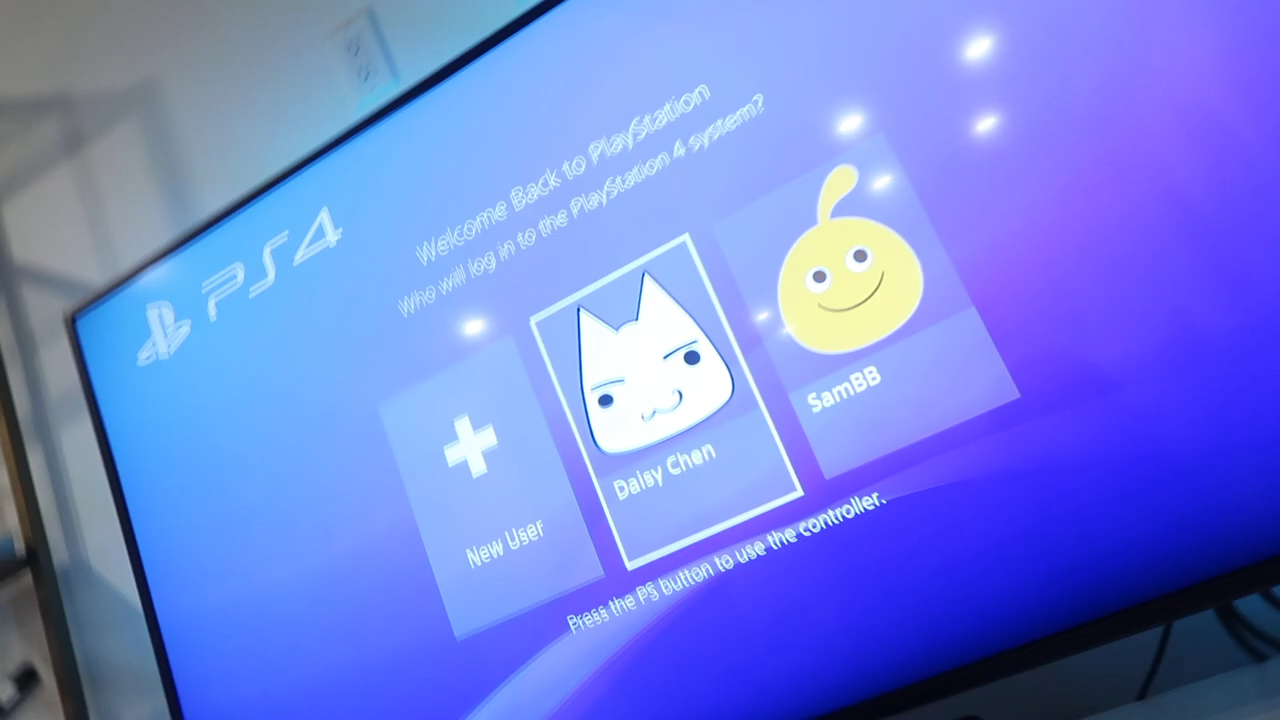 PS4
Welcome Back to PlayStation
Who will log in to the PlayStation 4 system?
New User
Daisy Chen
SamBB
Press the PS button to use the controller.